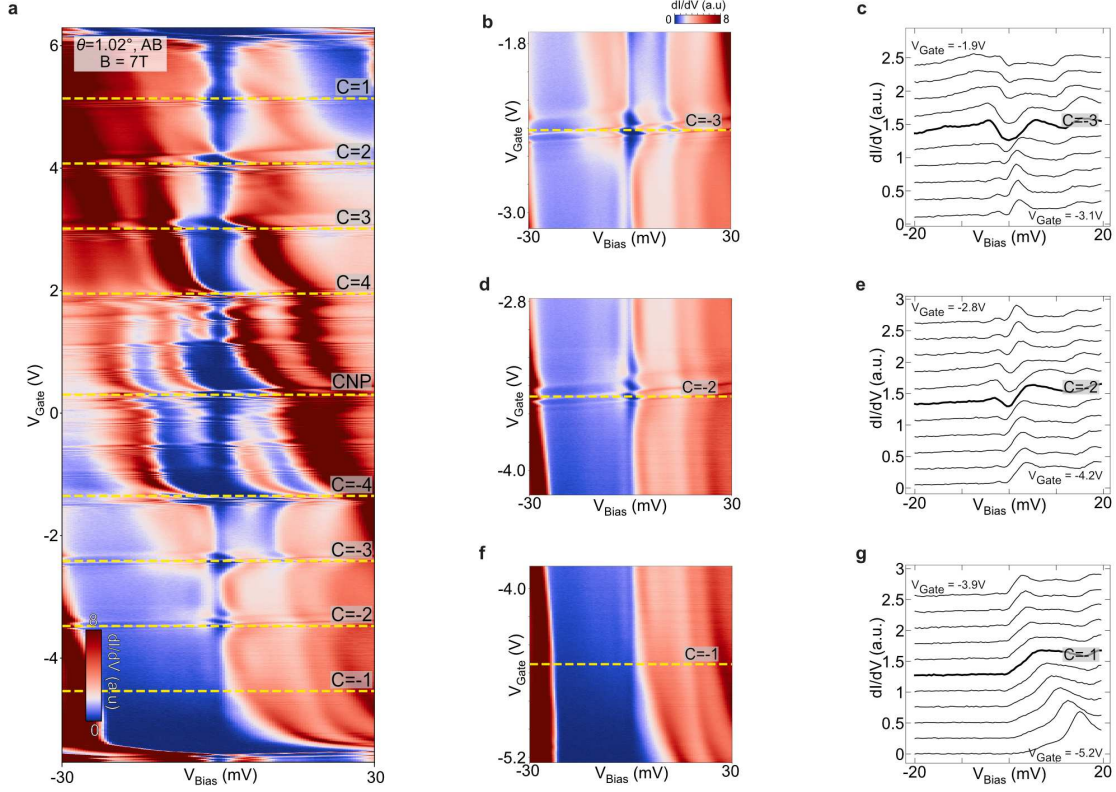 a
θ=1.02°, AB
B = 7T
C=1
C=2
C=3
C=4
CNP
C=-4
C=-3
C=-2
C=-1
6
4
2
0
-2
-4
V_Gate (V)
8
dI/dV (a.u)
0
-30
V_Bias (mV)
30
b
dI/dV (a.u)
0
8
-1.8
V_Gate (V)
-3.0
C=-3
-30
V_Bias (mV)
30
c
V_Gate = -1.9V
2.5
2
1.5
1
0.5
0
dI/dV (a.u.)
C=-3
V_Gate = -3.1V
-20
V_Bias (mV)
20
d
-2.8
V_Gate (V)
-4.0
C=-2
-30
V_Bias (mV)
30
e
V_Gate = -2.8V
3
2.5
2
1.5
1
0.5
0
dI/dV (a.u.)
C=-2
V_Gate = -4.2V
-20
V_Bias (mV)
20
f
-4.0
V_Gate (V)
-5.2
C=-1
-30
V_Bias (mV)
30
g
V_Gate = -3.9V
3
2.5
2
1.5
1
0.5
0
dI/dV (a.u.)
C=-1
V_Gate = -5.2V
-20
V_Bias (mV)
20